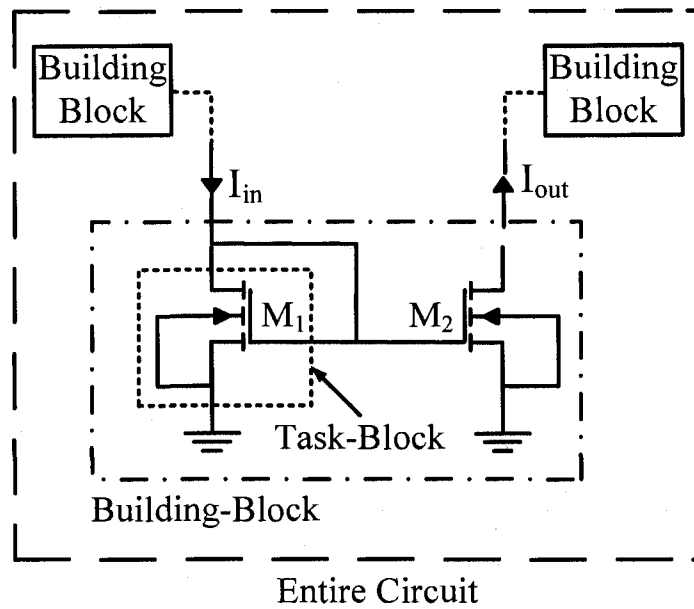 Building
Block
Building
Block
I_in
I_out
M_1
M_2
Task-Block
Building-Block
Entire Circuit